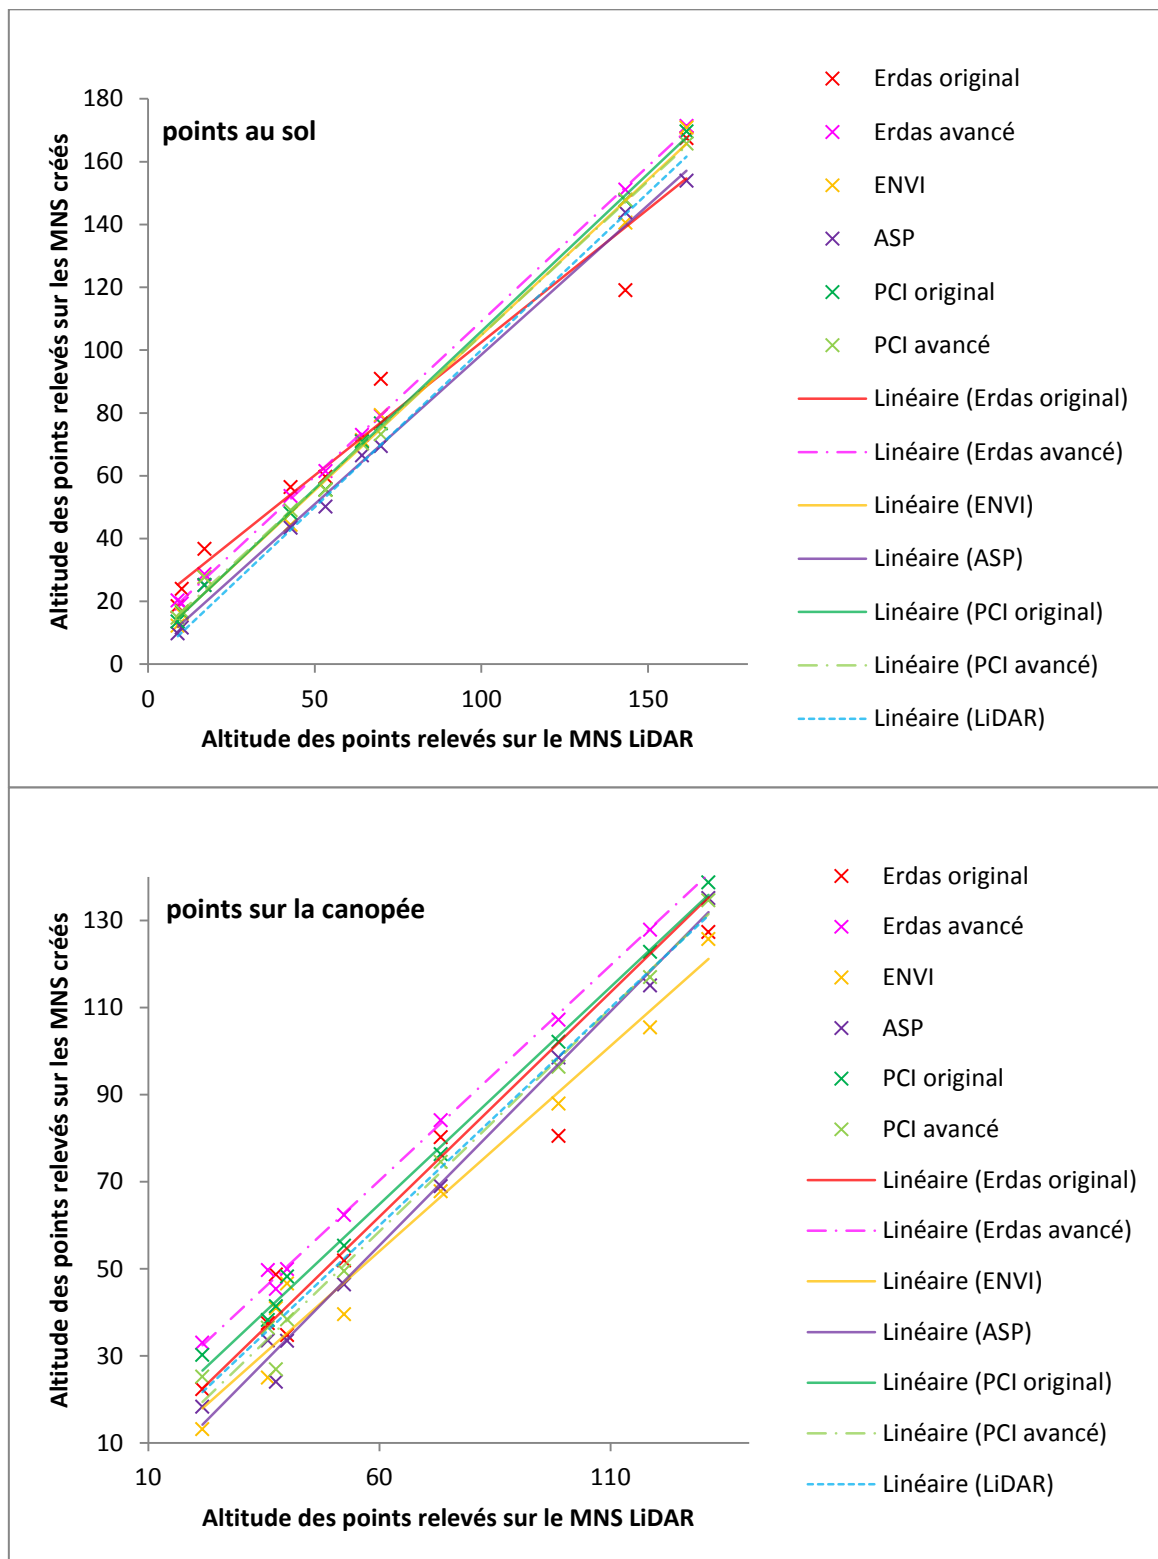 points au sol
Altitude des points relevés sur les MNS créés
180
160
140
120
100
80
60
40
20
0
0 50 100 150
Altitude des points relevés sur le MNS LiDAR
Erdas original
Erdas avancé
ENVI
ASP
PCI original
PCI avancé
Linéaire (Erdas original)
Linéaire (Erdas avancé)
Linéaire (ENVI)
Linéaire (ASP)
Linéaire (PCI original)
Linéaire (PCI avancé)
Linéaire (LiDAR)
points sur la canopée
Altitude des points relevés sur les MNS créés
130
110
90
70
50
30
10
10 60 110
Altitude des points relevés sur le MNS LiDAR
Erdas original
Erdas avancé
ENVI
ASP
PCI original
PCI avancé
Linéaire (Erdas original)
Linéaire (Erdas avancé)
Linéaire (ENVI)
Linéaire (ASP)
Linéaire (PCI original)
Linéaire (PCI avancé)
Linéaire (LiDAR)